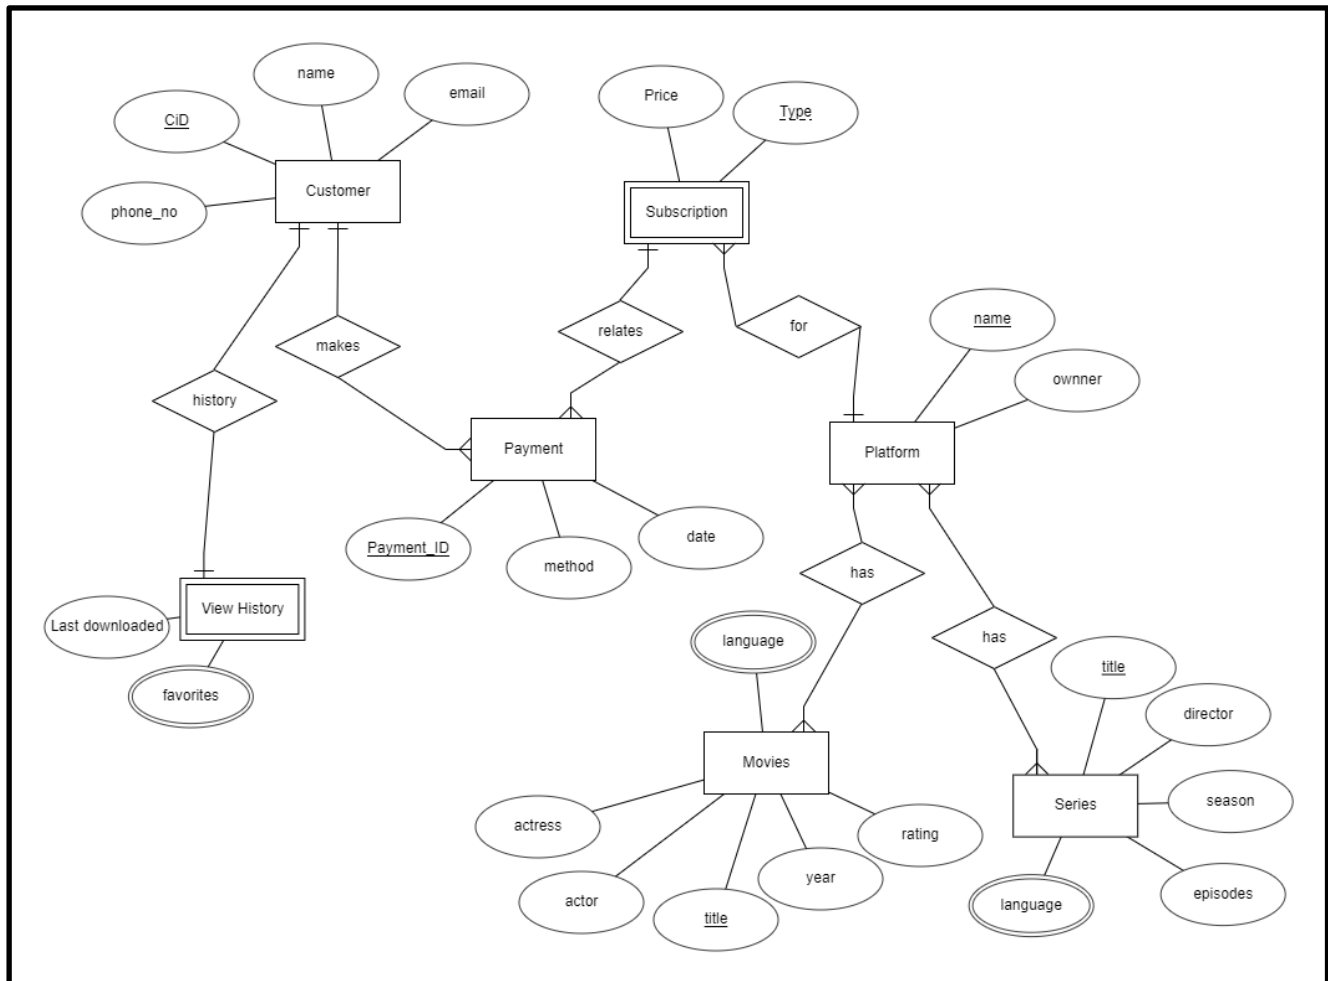 name
email
CiD
phone_no
Customer
Price
Type
Subscription
history
makes
relates
for
name
ownner
Platform
Payment
Payment_ID
method
date
View History
Last downloaded
favorites
has
has
language
Movies
actress
actor
title
year
rating
title
director
season
Series
episodes
language